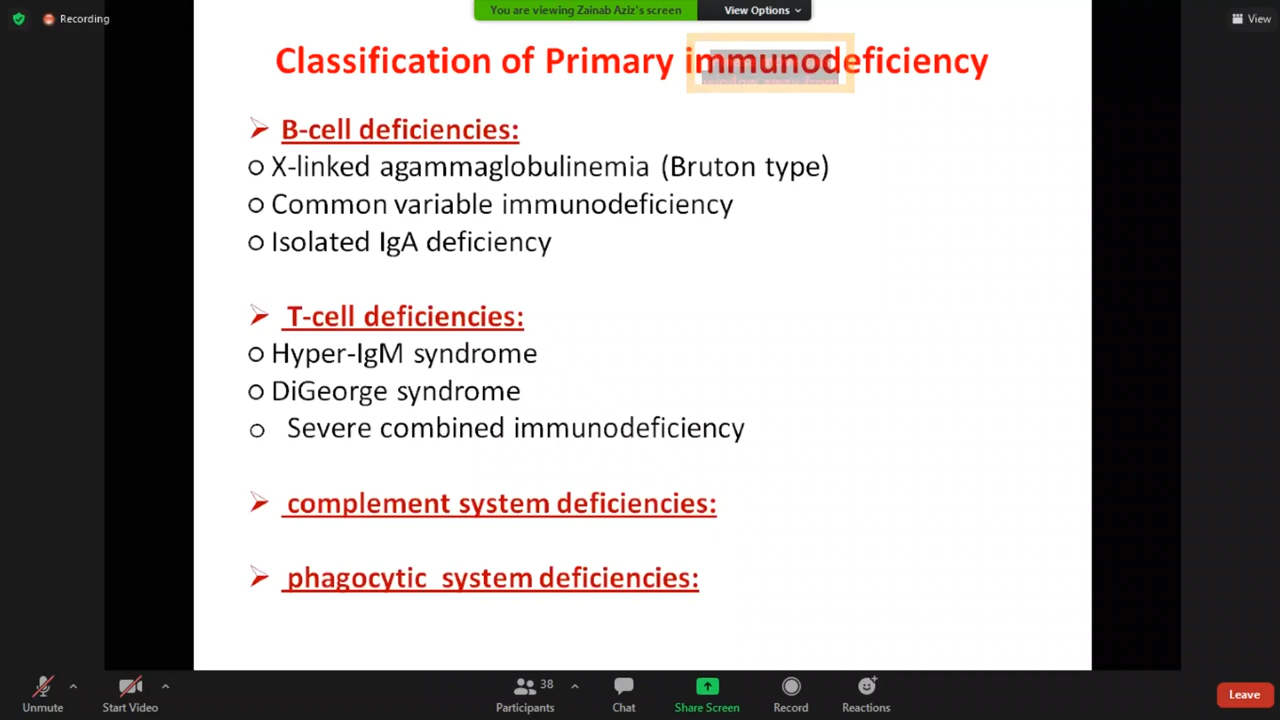 Recording
You are viewing Zainab Aziz's screen
View Options
View
Classification of Primary immunodeficiency
B-cell deficiencies:
X-linked agammaglobulinemia (Bruton type)
Common variable immunodeficiency
Isolated IgA deficiency
T-cell deficiencies:
Hyper-IgM syndrome
DiGeorge syndrome
Severe combined immunodeficiency
complement system deficiencies:
phagocytic system deficiencies:
Unmute
Start Video
38
Participants
Chat
Share Screen
Record
Reactions
Leave